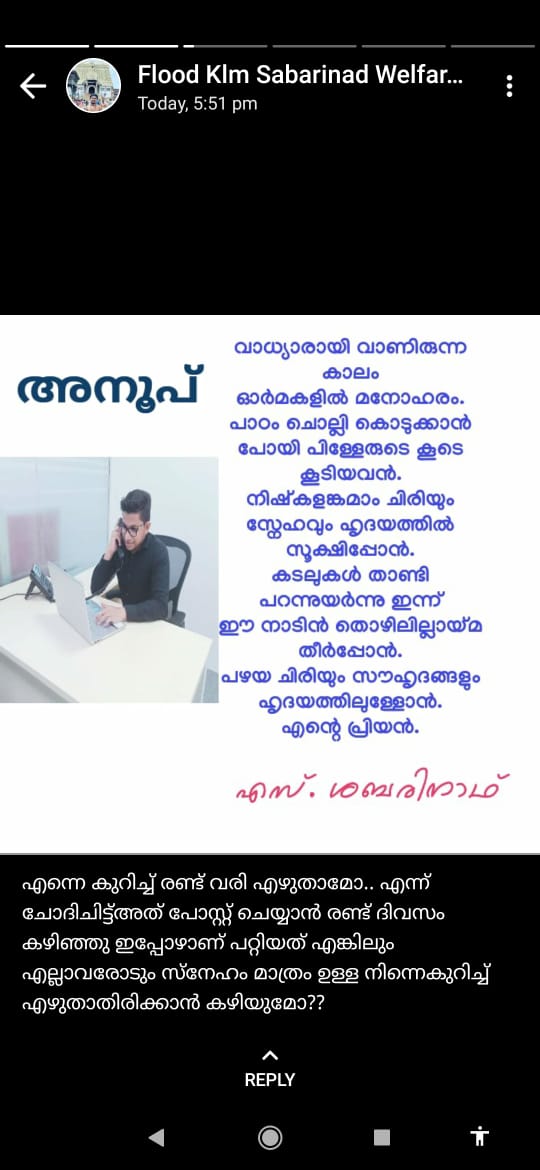 Flood Klm Sabarinad Welfar...
Today, 5:51 pm
അനൂപ്
വാധ്യാരായി വാണിരുന്ന
കാലം
ഓർമകളിൽ മനോഹരം.
പാഠം ചൊല്ലി കൊടുക്കാൻ
പോയി പിള്ളേരുടെ കൂടെ
കൂടിയവൻ.
നിഷ്കളങ്കമാം ചിരിയും
സ്നേഹവും ഹൃദയത്തിൽ
സൂക്ഷിപ്പോൻ.
കടലുകൾ താണ്ടി
പറന്നുയർന്നു ഇന്ന്
ഈ നാടിൻ തൊഴിലില്ലായ്മ
തീർപ്പോൻ.
പഴയ ചിരിയും സൗഹൃദങ്ങളും
ഹൃദയത്തിലുള്ളോൻ.
എന്റെ പ്രിയൻ.
എസ്. ശബരിനാഥ്
എന്നെ കുറിച്ച് രണ്ട് വരി എഴുതാമോ.. എന്ന്
ചോദിചിട്ട്അത് പോസ്റ്റ് ചെയ്യാൻ രണ്ട് ദിവസം
കഴിഞ്ഞു ഇപ്പോഴാണ് പറ്റിയത് എങ്കിലും
എല്ലാവരോടും സ്നേഹം മാത്രം ഉള്ള നിന്നെകുറിച്ച്
എഴുതാതിരിക്കാൻ കഴിയുമോ??
REPLY